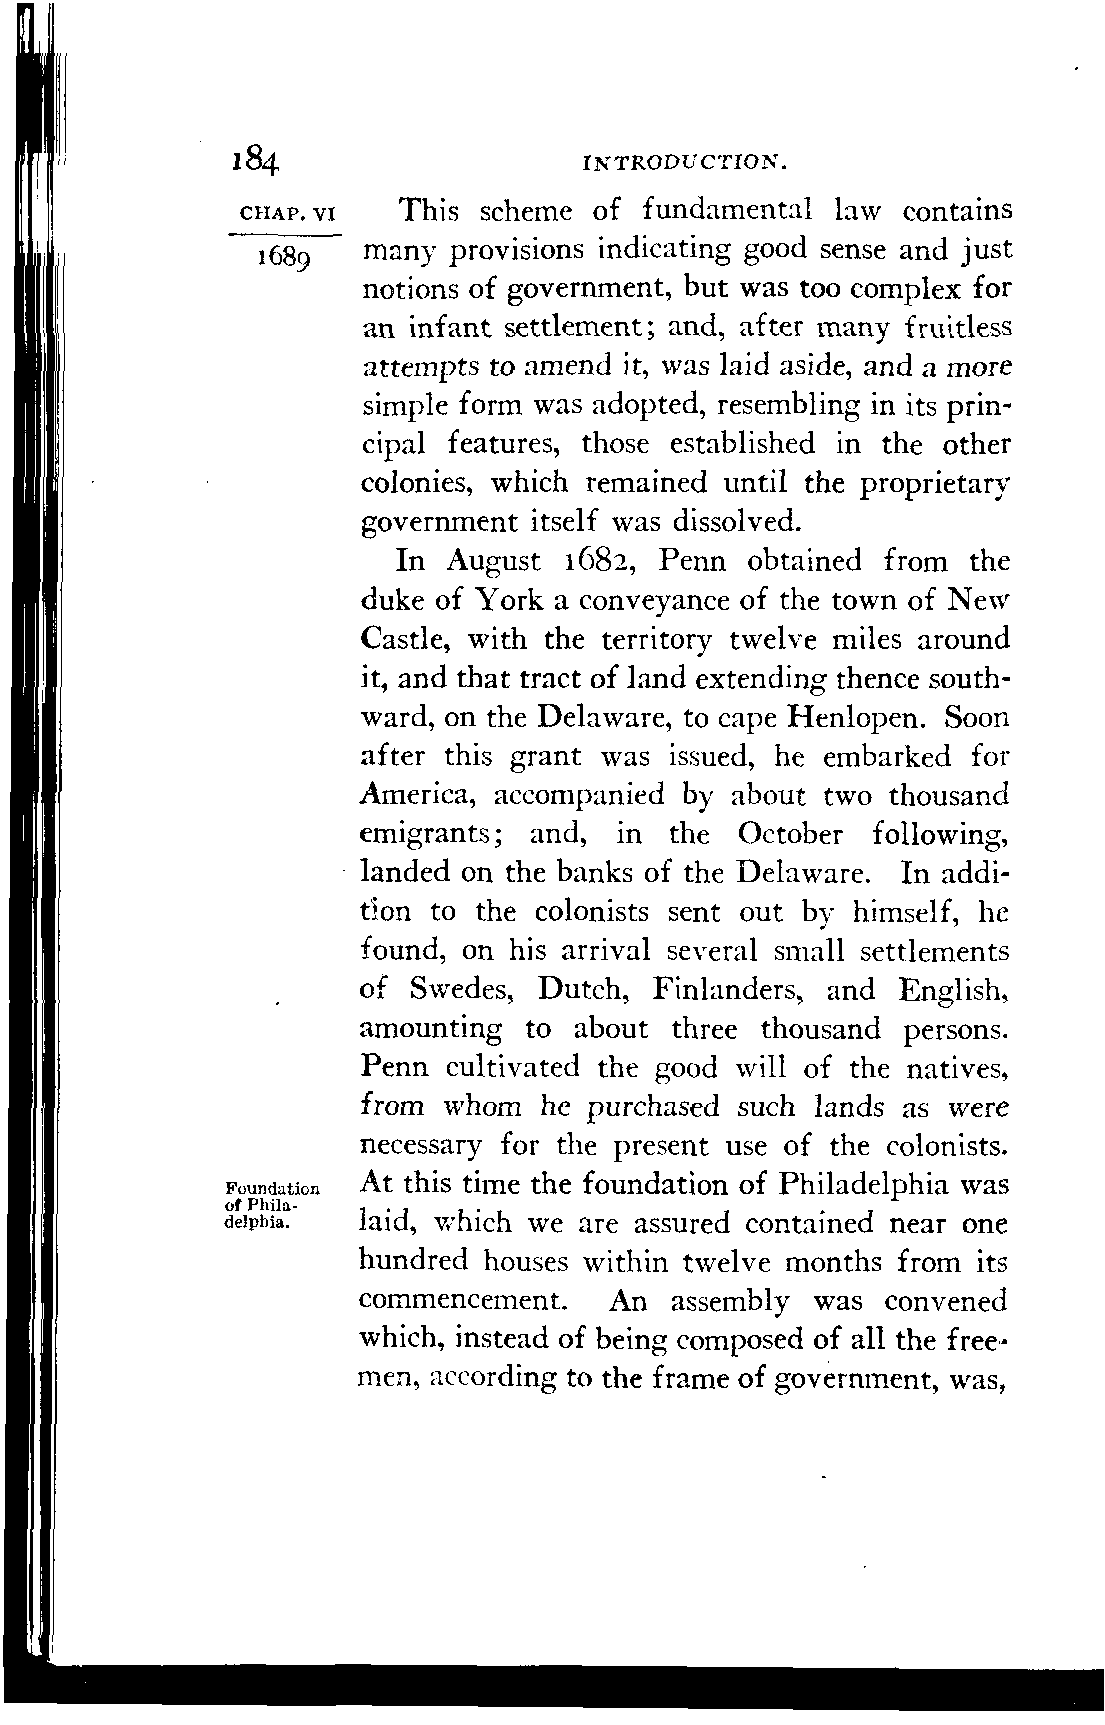 184 INTRODUCTION.
CHAP. VI This scheme of fundamental law contains
1689 many provisions indicating good sense and just
notions of government, but was too complex for
an infant settlement; and, after many fruitless
attempts to amend it, was laid aside, and a more
simple form was adopted, resembling in its prin-
cipal features, those established in the other
colonies, which remained until the proprietary
government itself was dissolved.
In August 1682, Penn obtained from the
duke of York a conveyance of the town of New
Castle, with the territory twelve miles around
it, and that tract of land extending thence south-
ward, on the Delaware, to cape Henlopen. Soon
after this grant was issued, he embarked for
America, accompanied by about two thousand
emigrants; and, in the October following,
landed on the banks of the Delaware. In addi-
tion to the colonists sent out by himself, he
found, on his arrival several small settlements
of Swedes, Dutch, Finlanders, and English,
amounting to about three thousand persons.
Penn cultivated the good will of the natives,
from whom he purchased such lands as were
necessary for the present use of the colonists.
At this time the foundation of Philadelphia was
laid, which we are assured contained near one
hundred houses within twelve months from its
commencement. An assembly was convened
which, instead of being composed of all the free-
men, according to the frame of government, was,
Foundation
of Phila-
delphia.